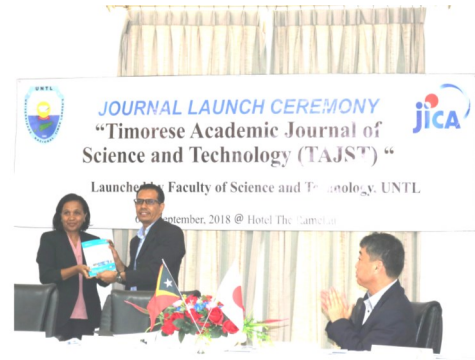 UNTL
JOURNAL LAUNCH CEREMONY
jICA
“Timorese Academic Journal of
Science and Technology (TAJST) “
Launched by Faculty of Science and Technology, UNTL
September, 2018 @ Hotel The Ramelau